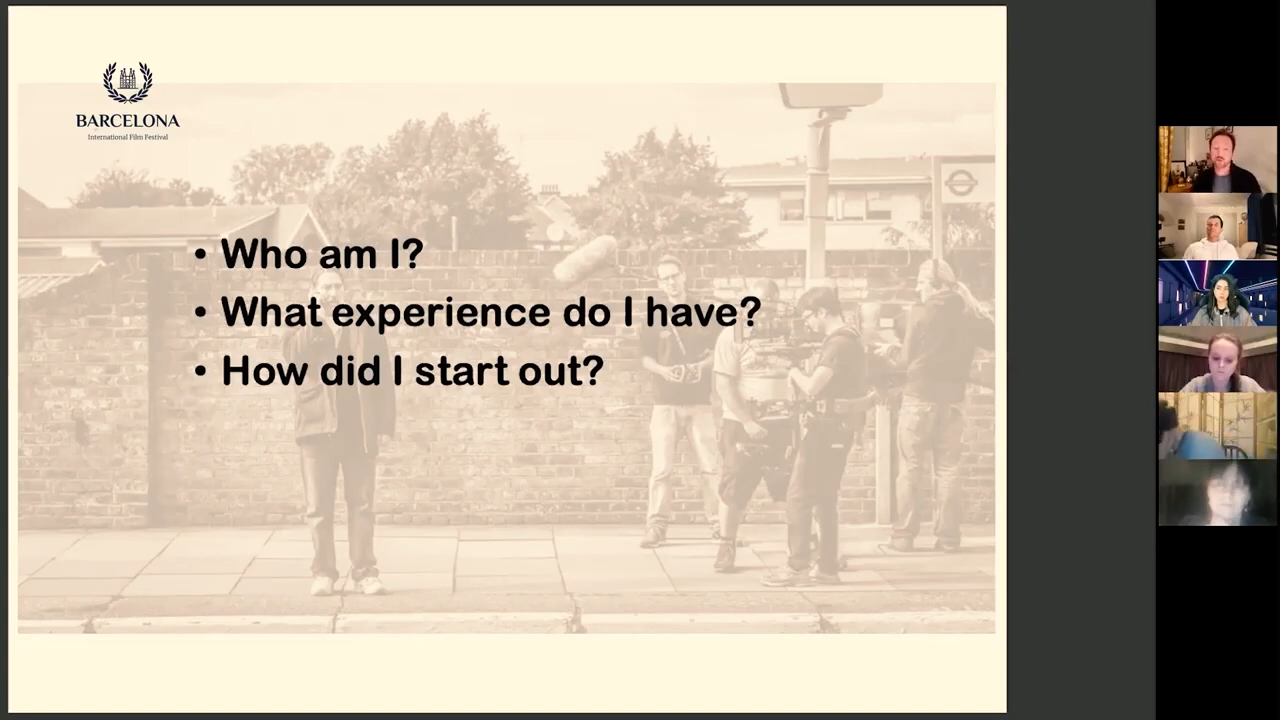 BARCELONA
International Film Festival
• Who am I?
• What experience do I have?
• How did I start out?